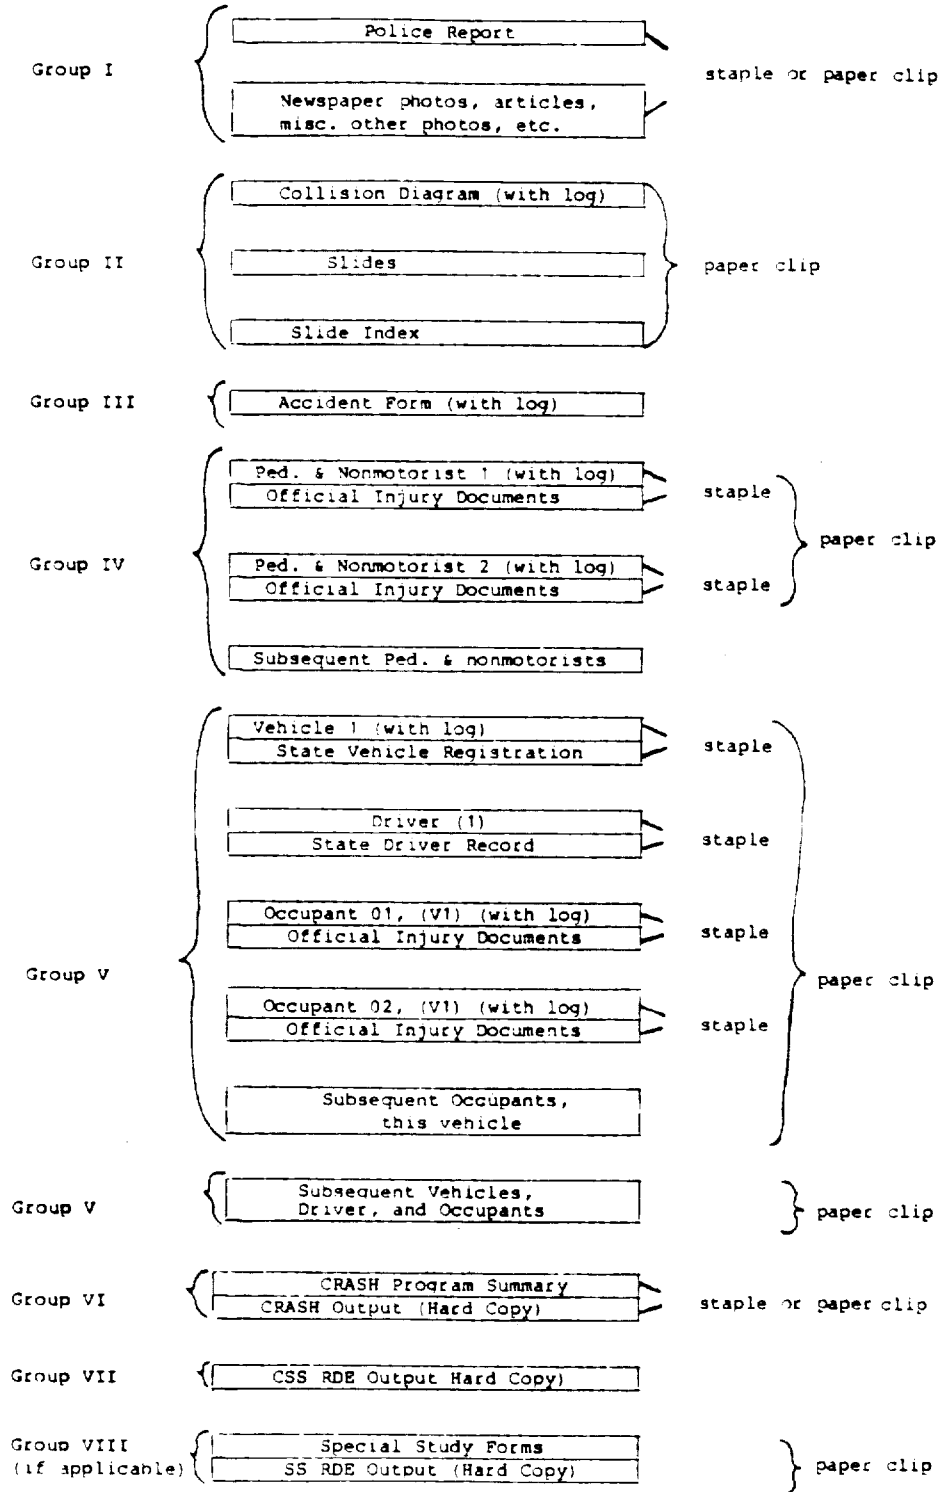 Police Report
Group I
staple or paper clip
Newspaper photos, articles,
misc. other photos, etc.
Collision Diagram (with log)
Group II
Slides
paper clip
Slide Index
Group III
Accident Form (with log)
Ped. & Nonmotorist 1 (with log)
Official Injury Documents
staple
Group IV
paper clip
Ped. & Nonmotorist 2 (with log)
Official Injury Documents
staple
Subsequent Ped. & nonmotorists
Vehicle 1 (with log)
State Vehicle Registration
staple
Driver (1)
State Driver Record
staple
Occupant 01, (V1) (with log)
Official Injury Documents
staple
Group V
paper clip
Occupant 02, (V1) (with log)
Official Injury Documents
staple
Subsequent Occupants,
this vehicle
Group V
Subsequent Vehicles,
Driver, and Occupants
paper clip
Group VI
CRASH Program Summary
CRASH Output (Hard Copy)
staple or paper clip
Group VII
CSS RDE Output Hard Copy)
Group VIII
(if applicable)
Special Study Forms
SS RDE Output (Hard Copy)
paper clip